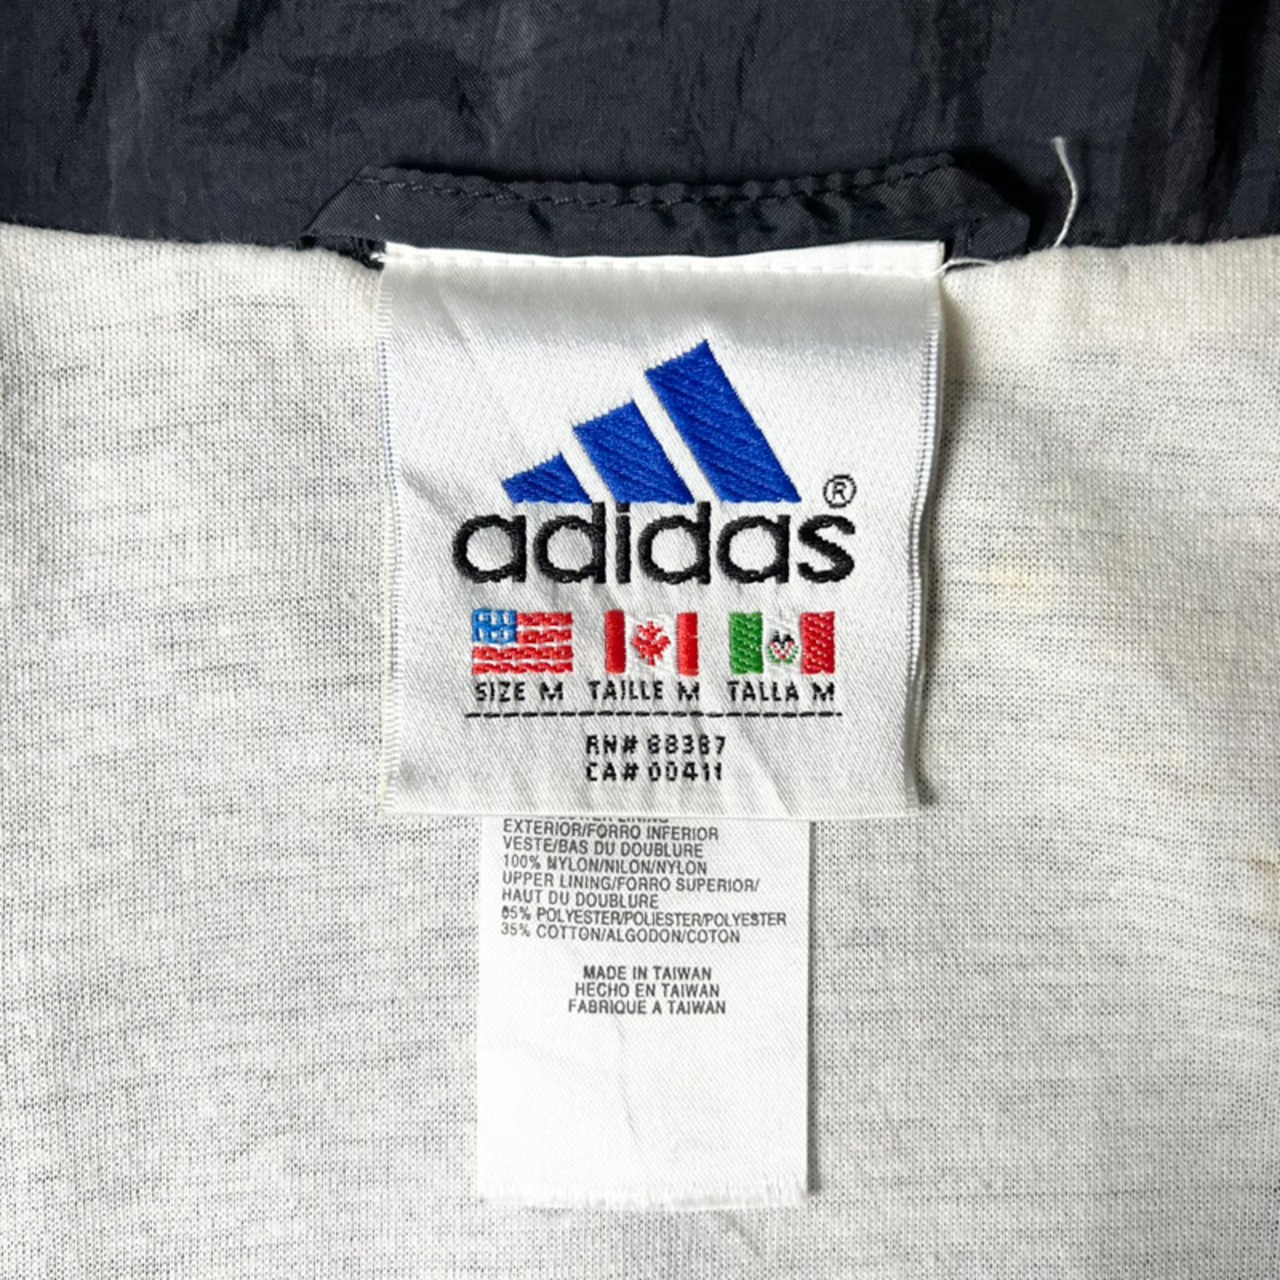 adidas®
SIZE M TAILLE M TALLA M
RN# 88387
CA# 00411
EXTERIOR/FORRO INFERIOR
VESTE/BAS DU DOUBLURE
100% NYLON/NILON/NYLON
UPPER LINING/FORRO SUPERIOR/
HAUT DU DOUBLURE
65% POLYESTER/POLIESTER/POLYESTER
35% COTTON/ALGODON/COTON
MADE IN TAIWAN
HECHO EN TAIWAN
FABRIQUE A TAIWAN